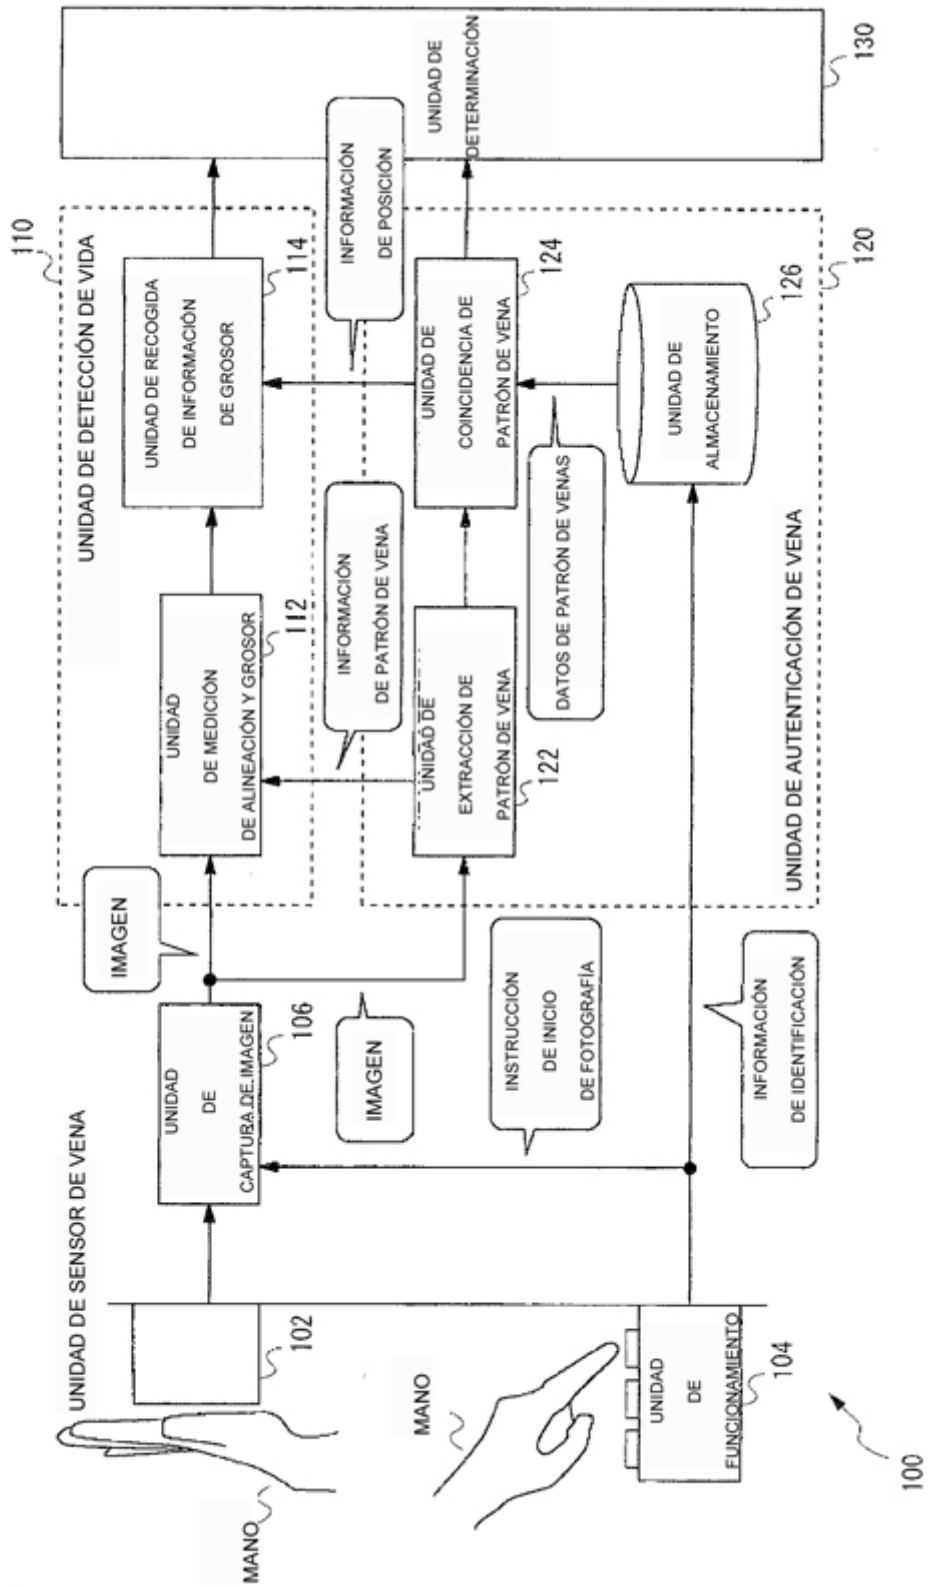 110
UNIDAD DE DETECCIÓN DE VIDA
UNIDAD DE SENSOR DE VENA
MANO
102
UNIDAD
DE
CAPTURA DE IMAGEN
106
IMAGEN
UNIDAD
DE MEDICIÓN
DE ALINEACIÓN Y GROSOR
112
UNIDAD DE RECOGIDA
DE INFORMACIÓN
DE GROSOR
114
INFORMACIÓN
DE PATRÓN DE VENA
INFORMACIÓN
DE POSICIÓN
UNIDAD DE
DETERMINACIÓN
130
IMAGEN
UNIDAD DE
EXTRACCIÓN DE
PATRÓN DE VENA
122
UNIDAD DE
COINCIDENCIA DE
PATRÓN DE VENA
124
MANO
INSTRUCCIÓN
DE INICIO
DE FOTOGRAFÍA
DATOS DE PATRÓN DE VENAS
UNIDAD DE
ALMACENAMIENTO
126
UNIDAD
DE
FUNCIONAMIENTO
104
INFORMACIÓN
DE IDENTIFICACIÓN
UNIDAD DE AUTENTICACIÓN DE VENA
120
100